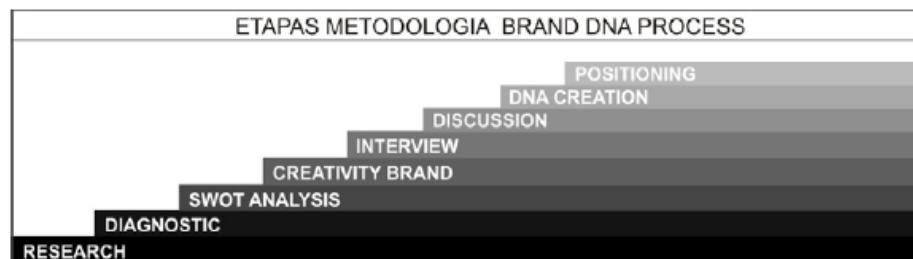 ETAPAS METODOLOGIA BRAND DNA PROCESS
POSITIONING
DNA CREATION
DISCUSSION
INTERVIEW
CREATIVITY BRAND
SWOT ANALYSIS
DIAGNOSTIC
RESEARCH